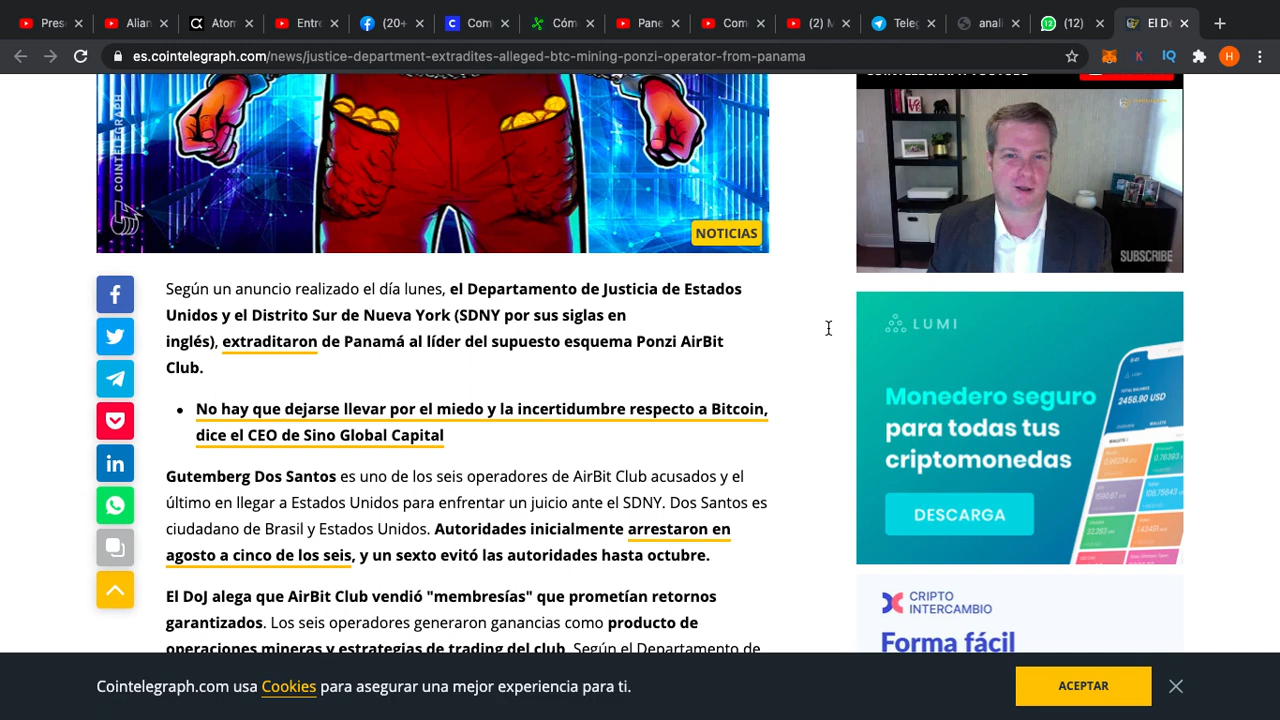 Pres
Alian
Atom
Entre
(20+
Com
Cóm
Pane
Com
(2) M
Teleg
anali
(12)
El De
es.cointelegraph.com/news/justice-department-extradites-alleged-btc-mining-ponzi-operator-from-panama
K
IQ
H
COINTELEGRAPH
NOTICIAS
COINTELEGRAPH YOUTUBE
SUBSCRIBE
Según un anuncio realizado el día lunes, el Departamento de Justicia de Estados
Unidos y el Distrito Sur de Nueva York (SDNY por sus siglas en
inglés), extraditaron de Panamá al líder del supuesto esquema Ponzi AirBit
Club.
No hay que dejarse llevar por el miedo y la incertidumbre respecto a Bitcoin,
dice el CEO de Sino Global Capital
Gutemberg Dos Santos es uno de los seis operadores de AirBit Club acusados y el
último en llegar a Estados Unidos para enfrentar un juicio ante el SDNY. Dos Santos es
ciudadano de Brasil y Estados Unidos. Autoridades inicialmente arrestaron en
agosto a cinco de los seis, y un sexto evitó las autoridades hasta octubre.
El DoJ alega que AirBit Club vendió "membresías" que prometían retornos
garantizados. Los seis operadores generaron ganancias como producto de
operaciones mineras y estrategias de trading del club. Según el Departamento de
LUMI
Monedero seguro
para todas tus
criptomonedas
DESCARGA
2456.90 USD
CRIPTO
INTERCAMBIO
Forma fácil
Cointelegraph.com usa Cookies para asegurar una mejor experiencia para ti.
ACEPTAR